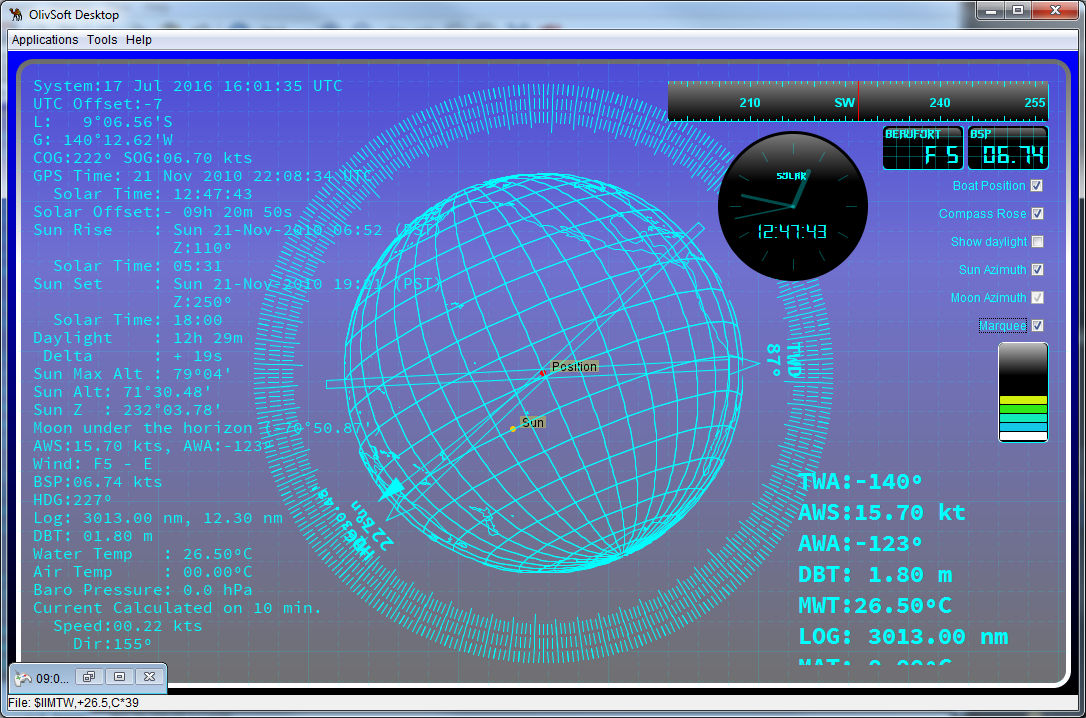 OlivSoft Desktop
Applications Tools Help
System:17 Jul 2016 16:01:35 UTC
UTC Offset:-7
L: 9°06.56'S
G: 140°12.62'W
COG:222° SOG:06.70 kts
GPS Time: 21 Nov 2010 22:08:34 UTC
Solar Time: 12:47:43
Solar Offset:- 09h 20m 50s
Sun Rise : Sun 21-Nov-2010 06:52 (PST)
Z:110°
Solar Time: 05:31
Sun Set : Sun 21-Nov-2010 19:21 (PST)
Z:250°
Solar Time: 18:00
Daylight : 12h 29m
Delta : + 19s
Sun Max Alt : 79°04'
Sun Alt: 71°30.48'
Sun Z : 232°03.78'
Moon under the horizon (-70°50.87'
AWS:15.70 kts, AWA:-123°
Wind: F5 - E
BSP:06.74 kts
HDG:227°
Log: 3013.00 nm, 12.30 nm
DBT: 01.80 m
Water Temp : 26.50°C
Air Temp : 00.00°C
Baro Pressure: 0.0 hPa
Current Calculated on 10 min.
Speed:00.22 kts
Dir:155°
210 SW 240 255
BEAUFORT
F 5
BSP
06.74
SOLAR
12:47:43
Boat Position
Compass Rose
Show daylight
Sun Azimuth
Moon Azimuth
Marquee
TWD
87°
Position
Sun
Sun
TWA:-140°
AWS:15.70 kt
AWA:-123°
DBT: 1.80 m
MWT:26.50°C
LOG: 3013.00 nm
09:0...
File: $IIMTW,+26.5,C*39